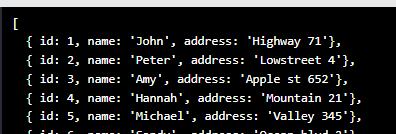 [
{ id: 1, name: 'John', address: 'Highway 71'},
{ id: 2, name: 'Peter', address: 'Lowstreet 4'},
{ id: 3, name: 'Amy', address: 'Apple st 652'},
{ id: 4, name: 'Hannah', address: 'Mountain 21'},
{ id: 5, name: 'Michael', address: 'Valley 345'},